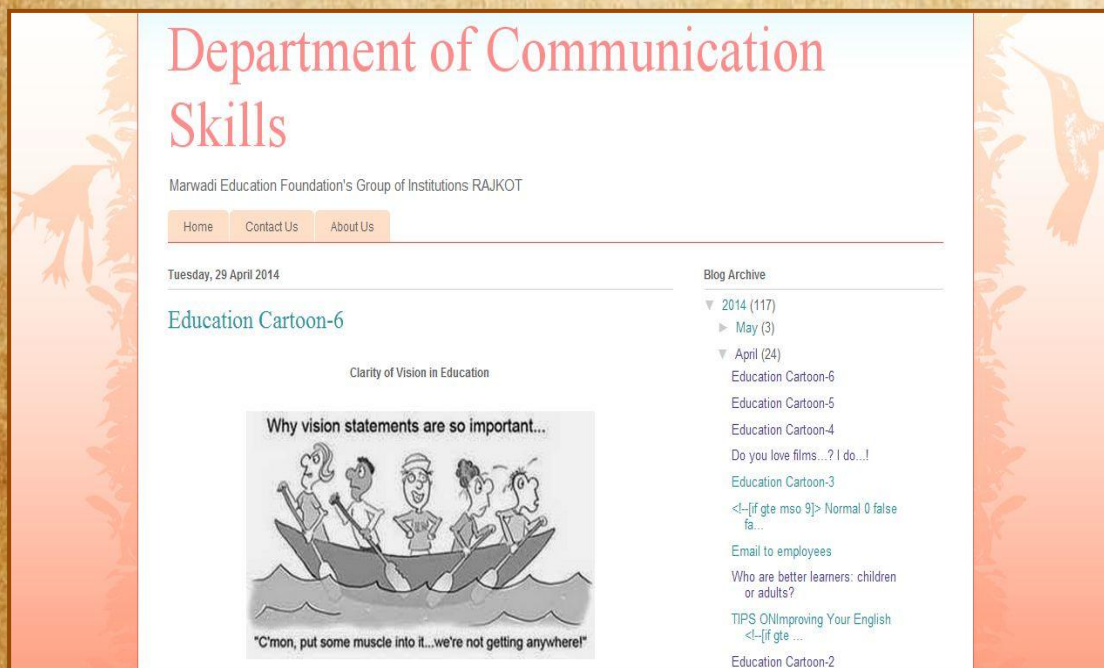 Department of Communication
Skills
Marwadi Education Foundation's Group of Institutions RAJKOT
Home
Contact Us
About Us
Tuesday, 29 April 2014
Education Cartoon-6
Clarity of Vision in Education
Why vision statements are so important...
"C'mon, put some muscle into it...we're not getting anywhere!"
Blog Archive
▼ 2014 (117)
► May (3)
▼ April (24)
Education Cartoon-6
Education Cartoon-5
Education Cartoon-4
Do you love films...? I do...!
Education Cartoon-3
<!--[if gte mso 9]> Normal 0 false
fa...
Email to employees
Who are better learners: children
or adults?
TIPS ONImproving Your English
<!--[if gte ...
Education Cartoon-2